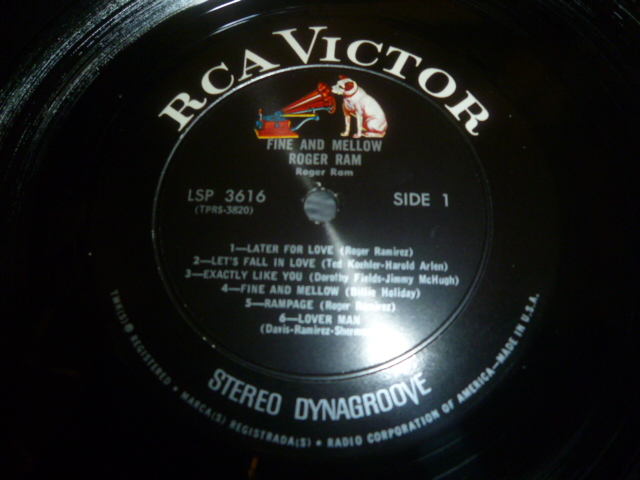 RCA VICTOR
FINE AND MELLOW
ROGER RAM
Roger Ram
LSP 3616
(TPRS-3820)
SIDE 1
1—LATER FOR LOVE (Roger Ramirez)
2—LET'S FALL IN LOVE (Ted Koehler-Harold Arlen)
3—EXACTLY LIKE YOU (Dorothy Fields-Jimmy McHugh)
4—FINE AND MELLOW (Billie Holiday)
5—RAMPAGE (Roger Ramirez)
6—LOVER MAN
(Davis-Ramirez-
STEREO DYNAGROOVE
TMK(S) ® REGISTERED • MARCA(S) REGISTRADA(S) • RADIO CORPORATION OF AMERICA—MADE IN U.S.A.